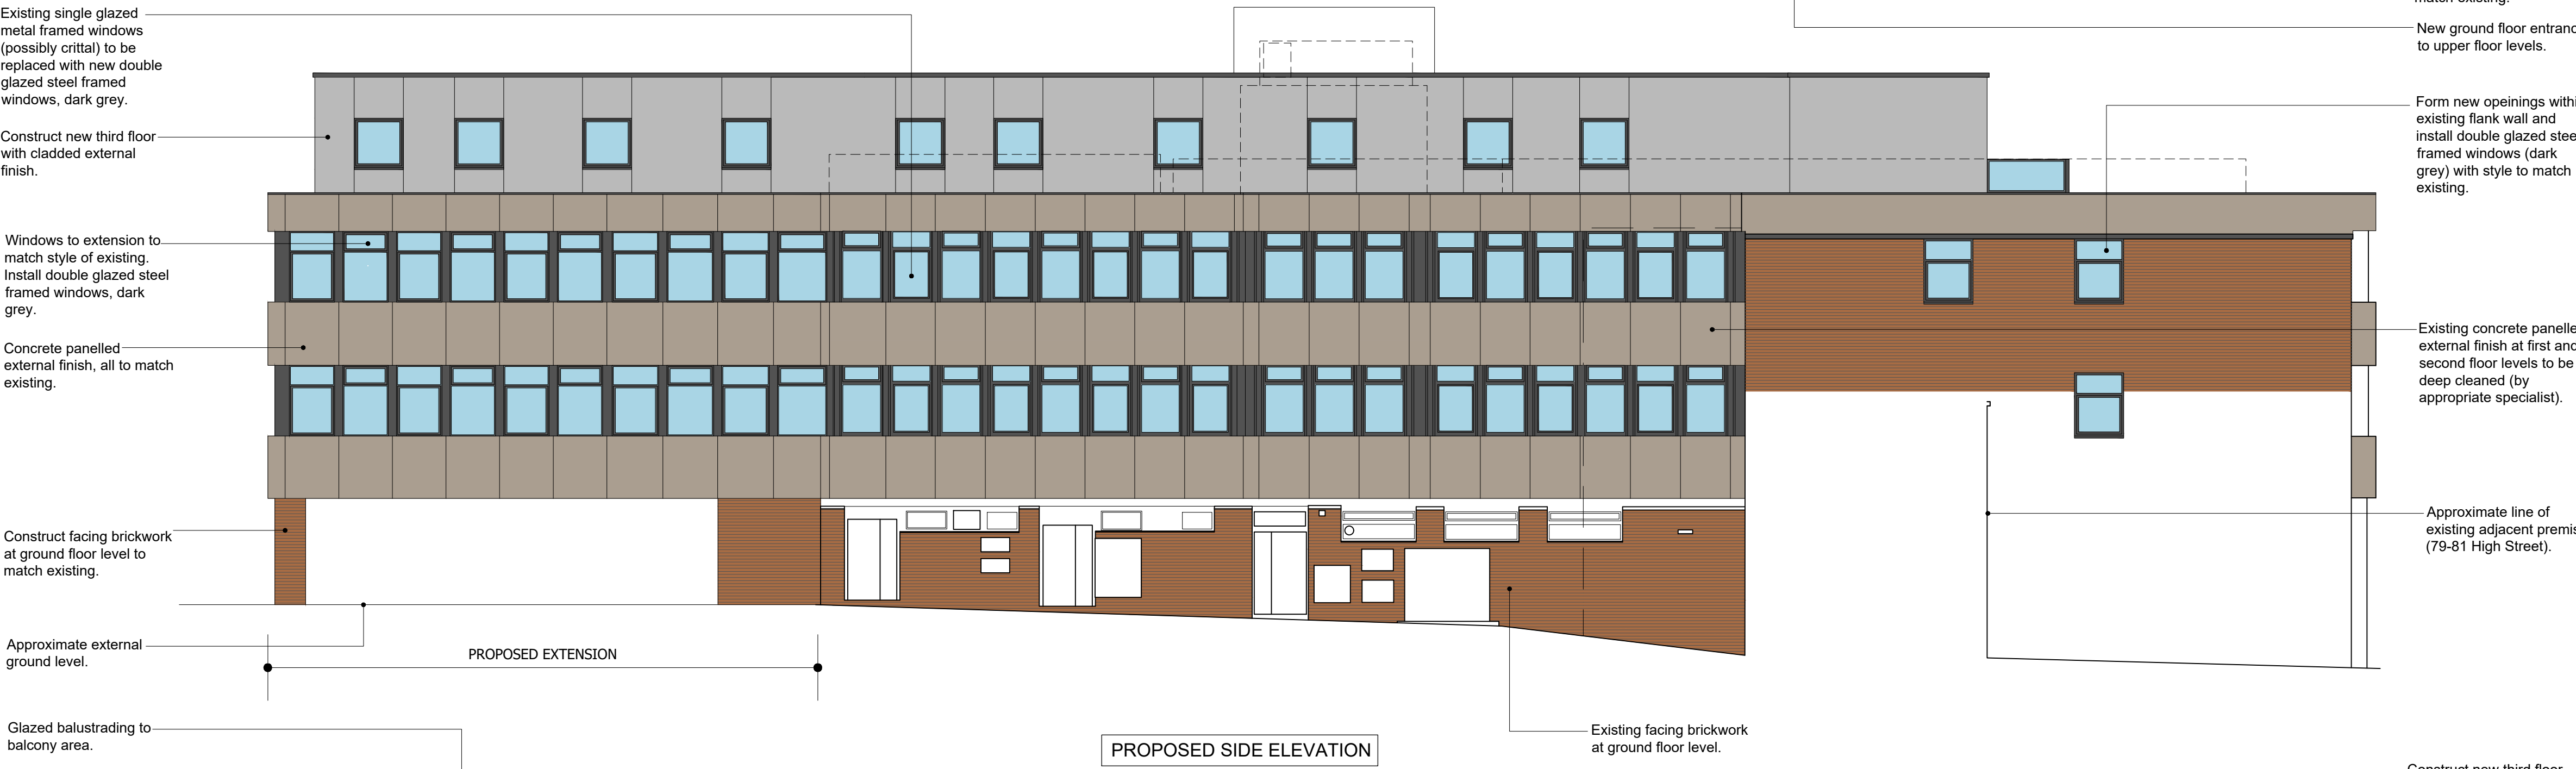 Existing single glazed
metal framed windows
(possibly crittal) to be
replaced with new double
glazed steel framed
windows, dark grey.
Construct new third floor
with cladded external
finish.
Windows to extension to
match style of existing.
Install double glazed steel
framed windows, dark
grey.
Concrete panelled
external finish, all to match
existing.
Construct facing brickwork
at ground floor level to
match existing.
Approximate external
ground level.
PROPOSED EXTENSION
Glazed balustrading to
balcony area.
PROPOSED SIDE ELEVATION
Existing facing brickwork
at ground floor level.
match existing.
New ground floor entranc
to upper floor levels.
Form new opeinings withi
existing flank wall and
install double glazed stee
framed windows (dark
grey) with style to match
existing.
Existing concrete panelle
external finish at first and
second floor levels to be
deep cleaned (by
appropriate specialist).
Approximate line of
existing adjacent premis
(79-81 High Street).
Construct new third floor